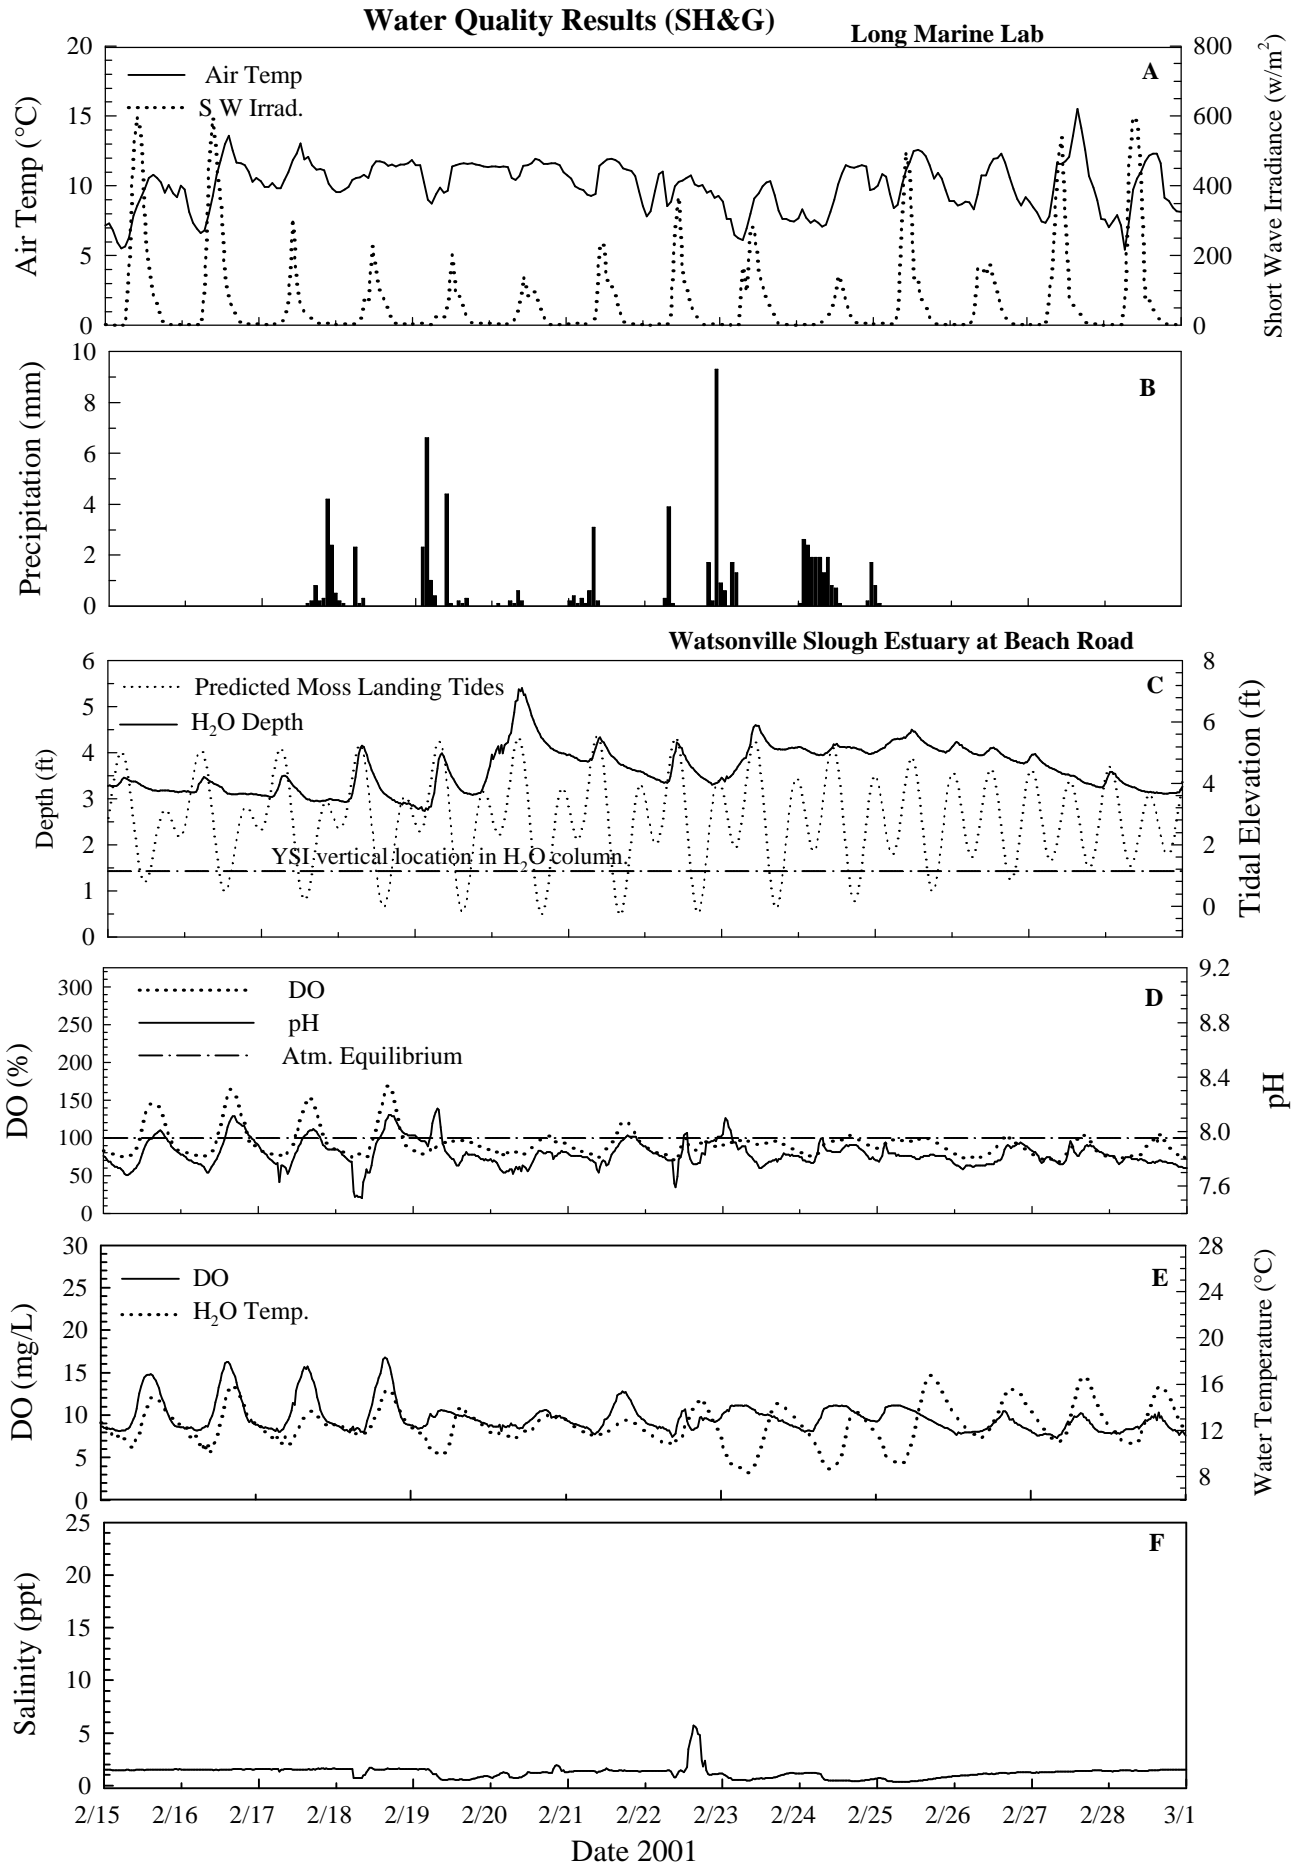 Water Quality Results (SH&G)
Long Marine Lab
20
15
10
5
0
Air Temp (°C)
Air Temp
S W Irrad.
A
800
600
400
200
0
Short Wave Irradiance (w/m²)
10
8
6
4
2
0
Precipitation (mm)
B
Watsonville Slough Estuary at Beach Road
6
5
4
3
2
1
0
Depth (ft)
Predicted Moss Landing Tides
H₂O Depth
YSI vertical location in H₂O column.
C
8
6
4
2
0
Tidal Elevation (ft)
300
250
200
150
100
50
0
DO (%)
DO
pH
Atm. Equilibrium
D
9.2
8.8
8.4
8.0
7.6
pH
30
25
20
15
10
5
0
DO (mg/L)
DO
H₂O Temp.
E
28
24
20
16
12
8
Water Temperature (°C)
25
20
15
10
5
0
Salinity (ppt)
F
2/15 2/16 2/17 2/18 2/19 2/20 2/21 2/22 2/23 2/24 2/25 2/26 2/27 2/28 3/1
Date 2001